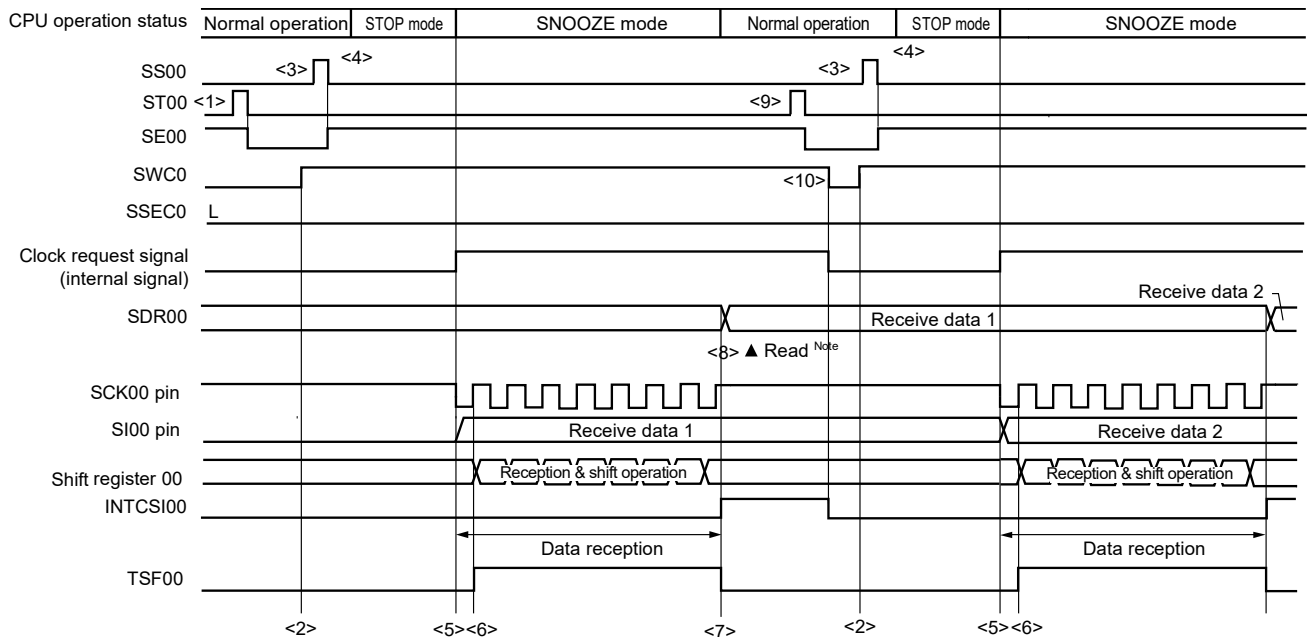 CPU operation status
Normal operation STOP mode SNOOZE mode Normal operation STOP mode SNOOZE mode
<4> <4>
SS00 <3> <3>
ST00 <1> <9>
SE00
SWC0
<10>
SSEC0 L
Clock request signal
(internal signal)
Receive data 2
SDR00 Receive data 1
<8> ▲ Read Note
SCK00 pin
SI00 pin Receive data 1 Receive data 2
Shift register 00 Reception & shift operation Reception & shift operation
INTCSI00
Data reception Data reception
TSF00
<2> <5> <6> <7> <2> <5> <6>